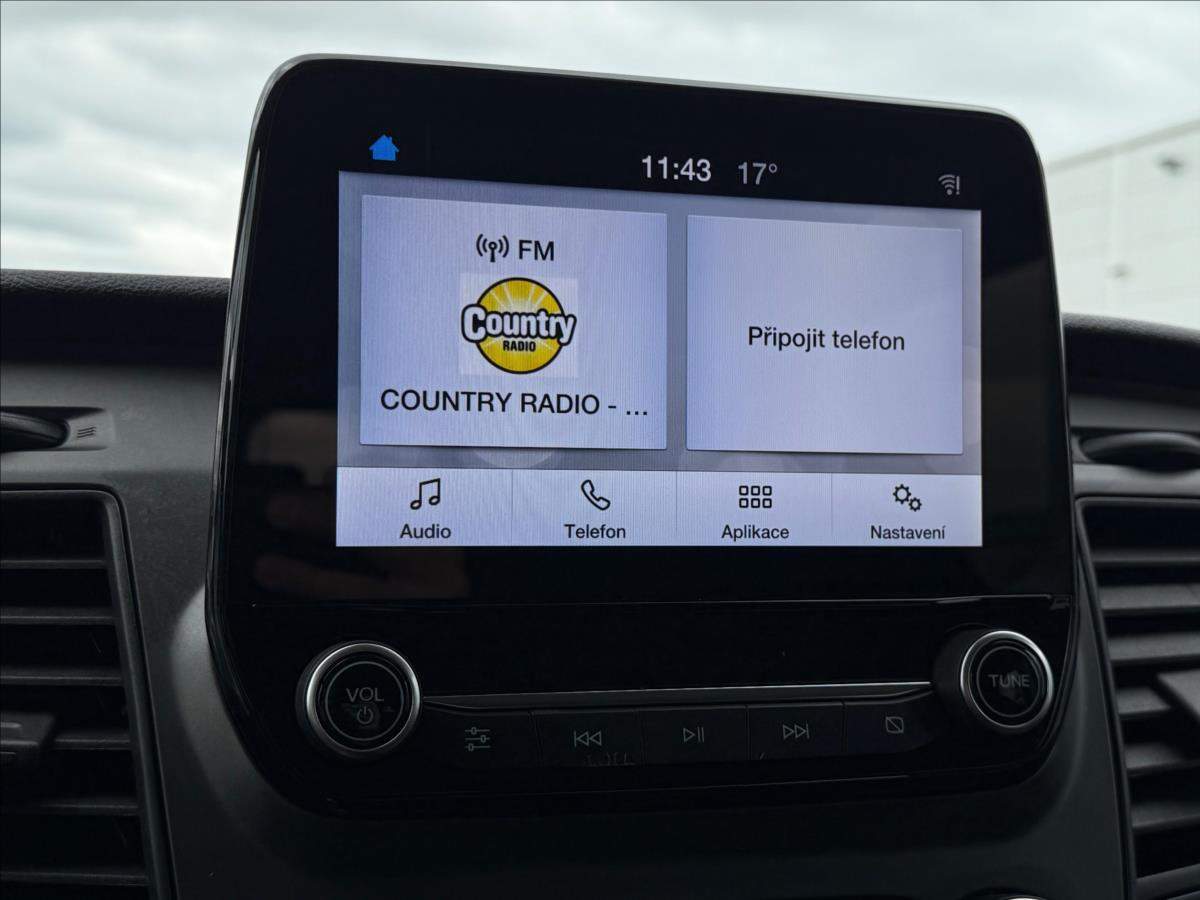 11:43 17°
FM
Country
RADIO
COUNTRY RADIO - ...
Připojit telefon
Audio
Telefon
Aplikace
Nastavení
VOL
TUNE